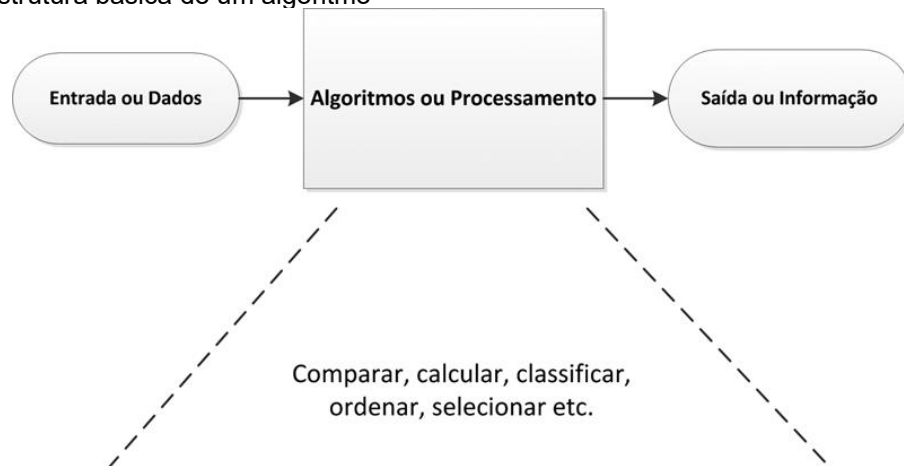 strutura básica de um algoritmo
Entrada ou Dados
Algoritmos ou Processamento
Saída ou Informação
Comparar, calcular, classificar,
ordenar, selecionar etc.